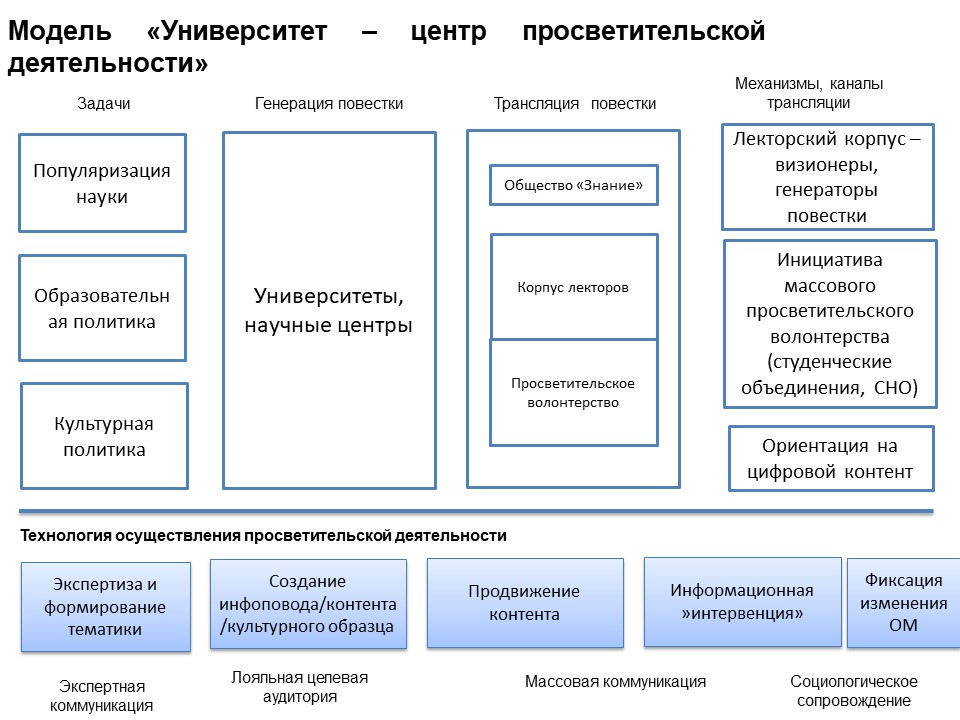 Модель «Университет – центр просветительской
деятельности»
Задачи
Генерация повестки
Трансляция повестки
Механизмы, каналы
трансляции
Популяризация
науки
Образовательн
ая политика
Культурная
политика
Университеты,
научные центры
Общество «Знание»
Корпус лекторов
Просветительское
волонтерство
Лекторский корпус –
визионеры,
генераторы
повестки
Инициатива
массового
просветительского
волонтерства
(студенческие
объединения, СНО)
Ориентация на
цифровой контент
Технология осуществления просветительской деятельности
Экспертиза и
формирование
тематики
Создание
инфоповода/контента
/культурного образца
Продвижение
контента
Информационная
»интервенция»
Фиксация
изменения
ОМ
Экспертная
коммуникация
Лояльная целевая
аудитория
Массовая коммуникация
Социологическое
сопровождение